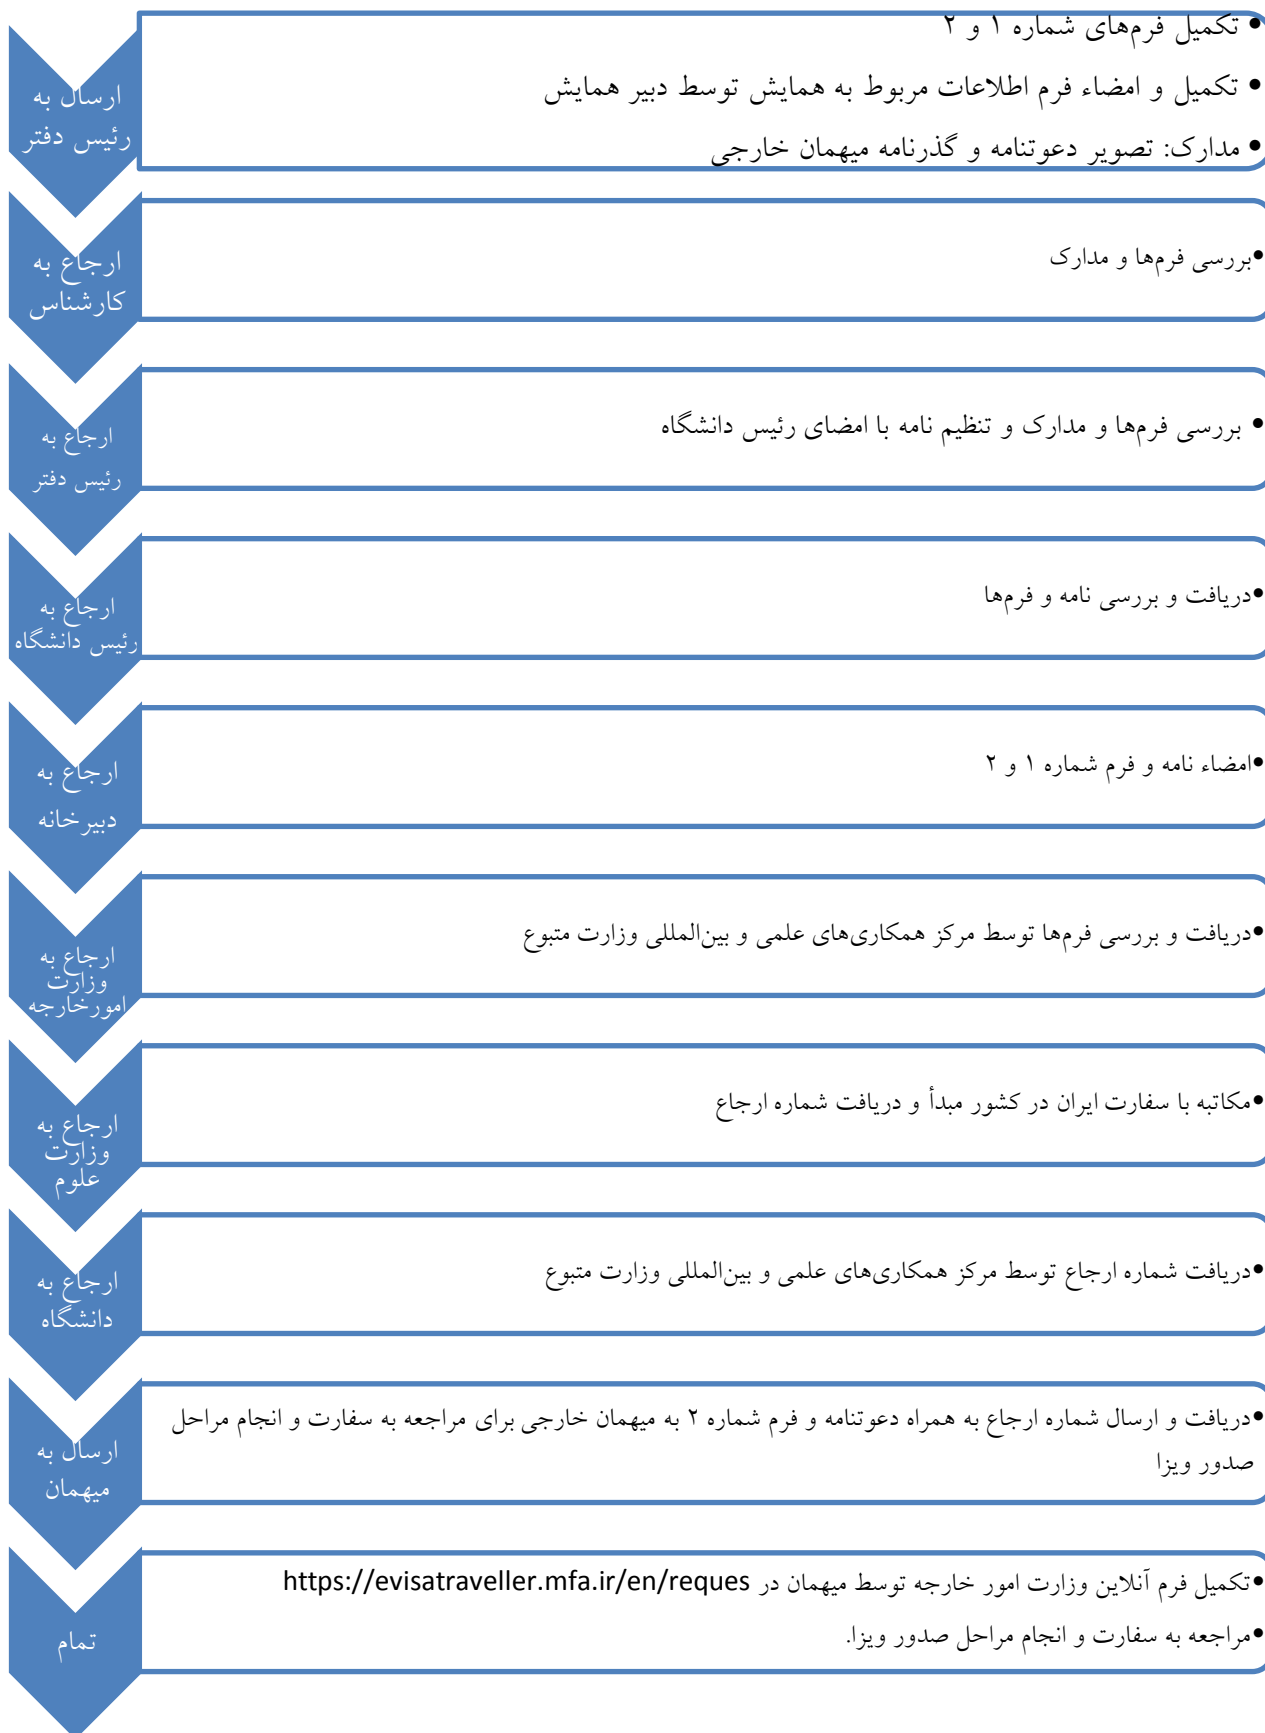 • تکمیل فرم‌های شماره ۱ و ۲
• تکمیل و امضاء فرم اطلاعات مربوط به همایش توسط دبیر همایش
• مدارک: تصویر دعوتنامه و گذرنامه میهمان خارجی
ارسال به
رئیس دفتر
•بررسی فرم‌ها و مدارک
ارجاع به
کارشناس
• بررسی فرم‌ها و مدارک و تنظیم نامه با امضای رئیس دانشگاه
ارجاع به
رئیس دفتر
•دریافت و بررسی نامه و فرم‌ها
ارجاع به
رئیس دانشگاه
•امضاء نامه و فرم شماره ۱ و ۲
ارجاع به
دبیرخانه
•دریافت و بررسی فرم‌ها توسط مرکز همکاری‌های علمی و بین‌المللی وزارت متبوع
ارجاع به
وزارت
امورخارجه
•مکاتبه با سفارت ایران در کشور مبدأ و دریافت شماره ارجاع
ارجاع به
وزارت
علوم
•دریافت شماره ارجاع توسط مرکز همکاری‌های علمی و بین‌المللی وزارت متبوع
ارجاع به
دانشگاه
•دریافت و ارسال شماره ارجاع به همراه دعوتنامه و فرم شماره ۲ به میهمان خارجی برای مراجعه به سفارت و انجام مراحل
صدور ویزا
ارسال به
میهمان
•تکمیل فرم آنلاین وزارت امور خارجه توسط میهمان در https://evisatraveller.mfa.ir/en/reques
•مراجعه به سفارت و انجام مراحل صدور ویزا.
تمام